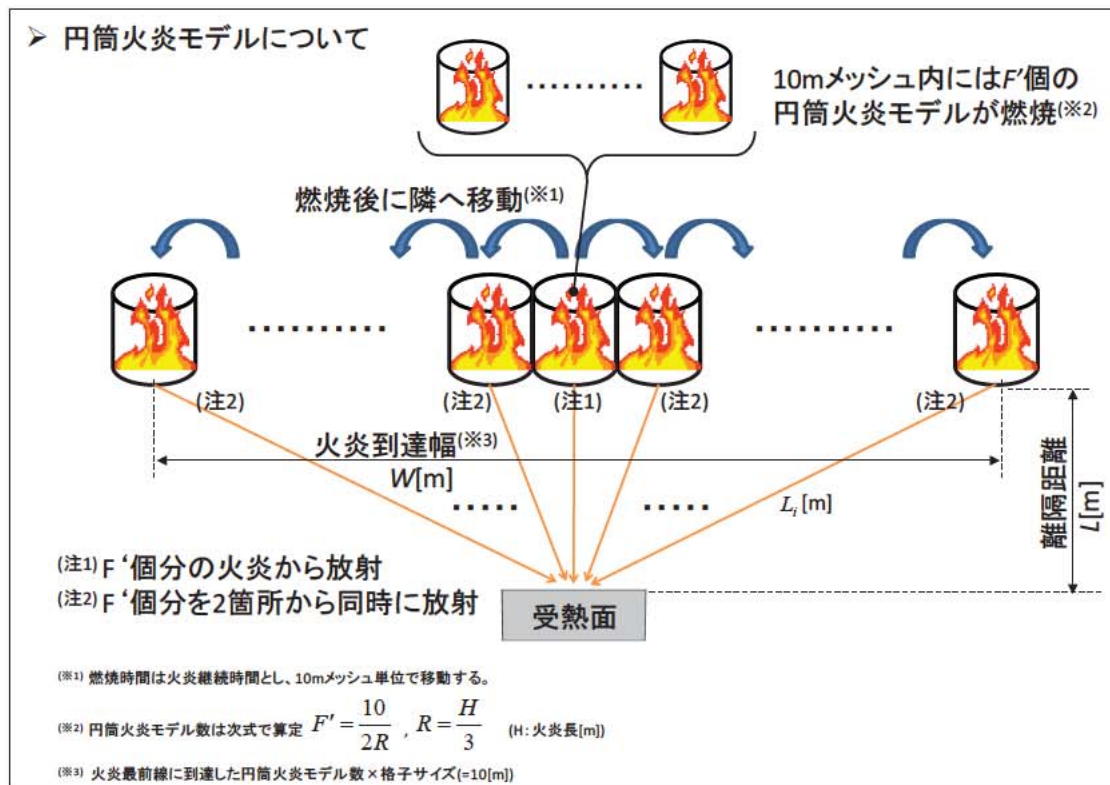 ➢ 円筒火炎モデルについて
10mメッシュ内にはF'個の
円筒火炎モデルが燃焼(※2)
燃焼後に隣へ移動(※1)
(注2)
(注2)
(注1)
(注2)
(注2)
火炎到達幅(※3)
W[m]
L_i [m]
離隔距離
L[m]
(注1) F‘個分の火炎から放射
(注2) F‘個分を2箇所から同時に放射
受熱面
(※1) 燃焼時間は火炎継続時間とし、10mメッシュ単位で移動する。
(※2) 円筒火炎モデル数は次式で算定 F' = 10/2R , R = H/3 (H: 火炎長[m])
(※3) 火炎最前線に到達した円筒火炎モデル数×格子サイズ(=10[m])